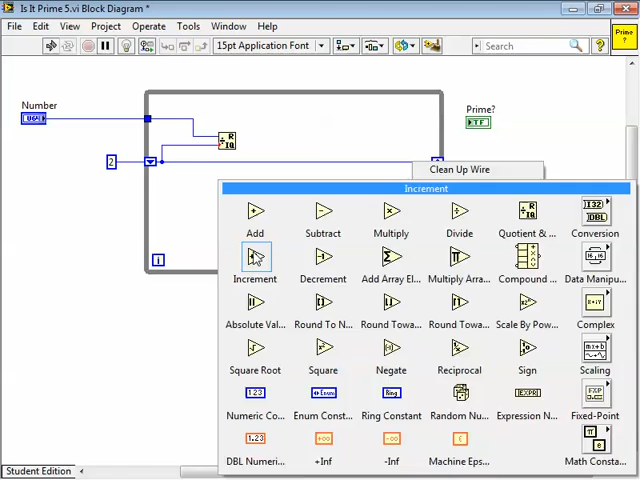 Is It Prime 5.vi Block Diagram *
File Edit View Project Operate Tools Window Help
15pt Application Font
Search
Prime
?
Number
U64
Prime?
TF
R
IQ
2
i
Clean Up Wire
Increment
Add Subtract Multiply Divide Quotient & ... Conversion
Increment Decrement Add Array El... Multiply Arra... Compound ... Data Manipu...
Absolute Val... Round To N... Round Towa... Round Towa... Scale By Pow... Complex
Square Root Square Negate Reciprocal Sign Scaling
Numeric Co... Enum Const... Ring Constant Random Nu... Expression N... Fixed-Point
DBL Numeri... +Inf -Inf Machine Eps... Math Consta...
Student Edition